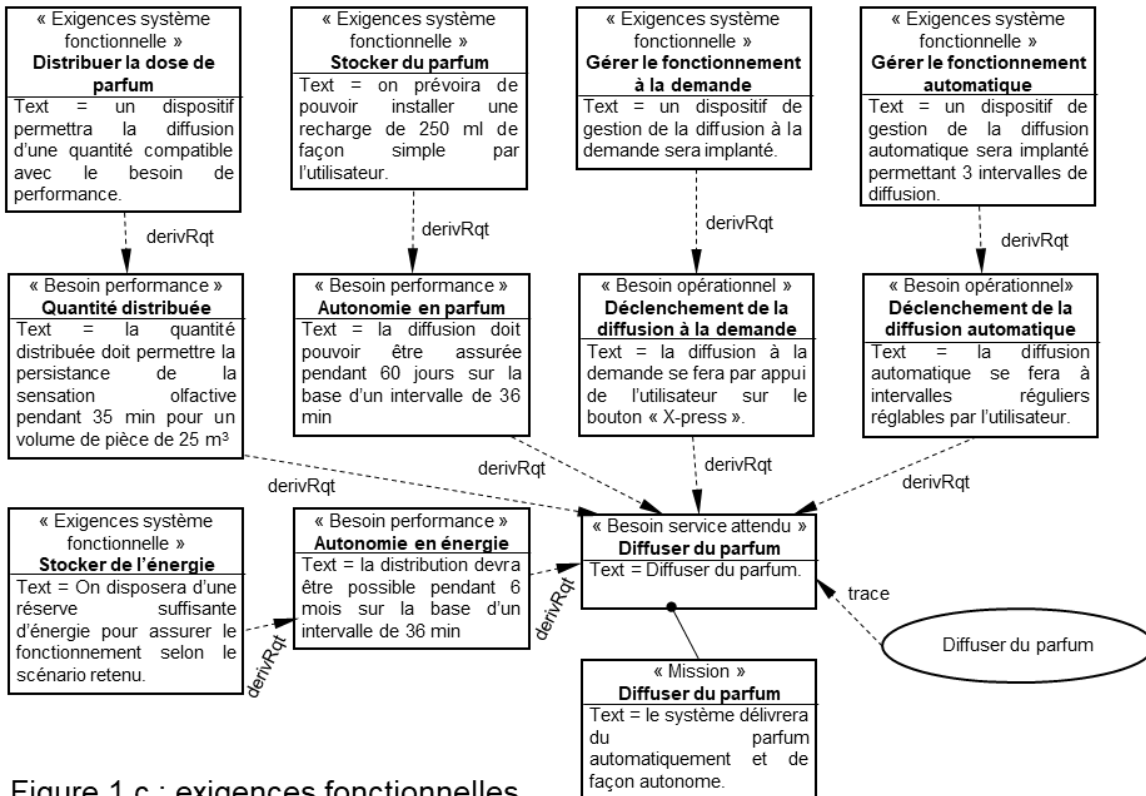 « Exigences système
fonctionnelle »
Distribuer la dose de
parfum
Text = un dispositif
permettra la diffusion
d'une quantité compatible
avec le besoin de
performance.
« Exigences système
fonctionnelle »
Stocker du parfum
Text = on prévoira de
pouvoir installer une
recharge de 250 ml de
façon simple par
l'utilisateur.
« Exigences système
fonctionnelle »
Gérer le fonctionnement
à la demande
Text = un dispositif de
gestion de la diffusion à la
demande sera implanté.
« Exigences système
fonctionnelle »
Gérer le fonctionnement
automatique
Text = un dispositif de
gestion de la diffusion
automatique sera implanté
permettant 3 intervalles de
diffusion.
derivRqt
derivRqt
derivRqt
derivRqt
« Besoin performance »
Quantité distribuée
Text = la quantité
distribuée doit permettre la
persistance de la
sensation olfactive
pendant 35 min pour un
volume de pièce de 25 m³
« Besoin performance »
Autonomie en parfum
Text = la diffusion doit
pouvoir être assurée
pendant 60 jours sur la
base d'un intervalle de 36
min
« Besoin opérationnel »
Déclenchement de la
diffusion à la demande
Text = la diffusion à la
demande se fera par appui
de l'utilisateur sur le
bouton « X-press ».
« Besoin opérationnel»
Déclenchement de la
diffusion automatique
Text = la diffusion
automatique se fera à
intervalles réguliers
réglables par l'utilisateur.
derivRqt
derivRqt
derivRqt
derivRqt
« Exigences système
fonctionnelle »
Stocker de l'énergie
Text = On disposera d'une
réserve suffisante
d'énergie pour assurer le
fonctionnement selon le
scénario retenu.
derivRqt
« Besoin performance »
Autonomie en énergie
Text = la distribution devra
être possible pendant 6
mois sur la base d'un
intervalle de 36 min
derivRqt
« Besoin service attendu »
Diffuser du parfum
Text = Diffuser du parfum.
trace
Diffuser du parfum
« Mission »
Diffuser du parfum
Text = le système délivrera
du parfum
automatiquement et de
façon autonome.
Figure 1.c : exigences fonctionnelles